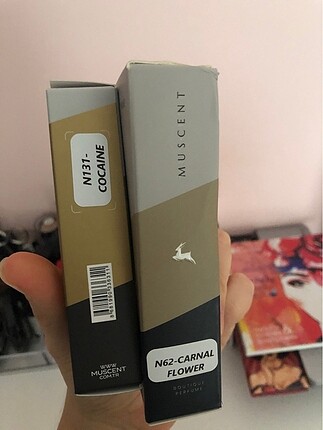 N131-
COCAINE
WWW.
MUSCENT
.COM.TR
MUSCENT
N62-CARNAL
FLOWER
BOUTIQUE
PERFUME